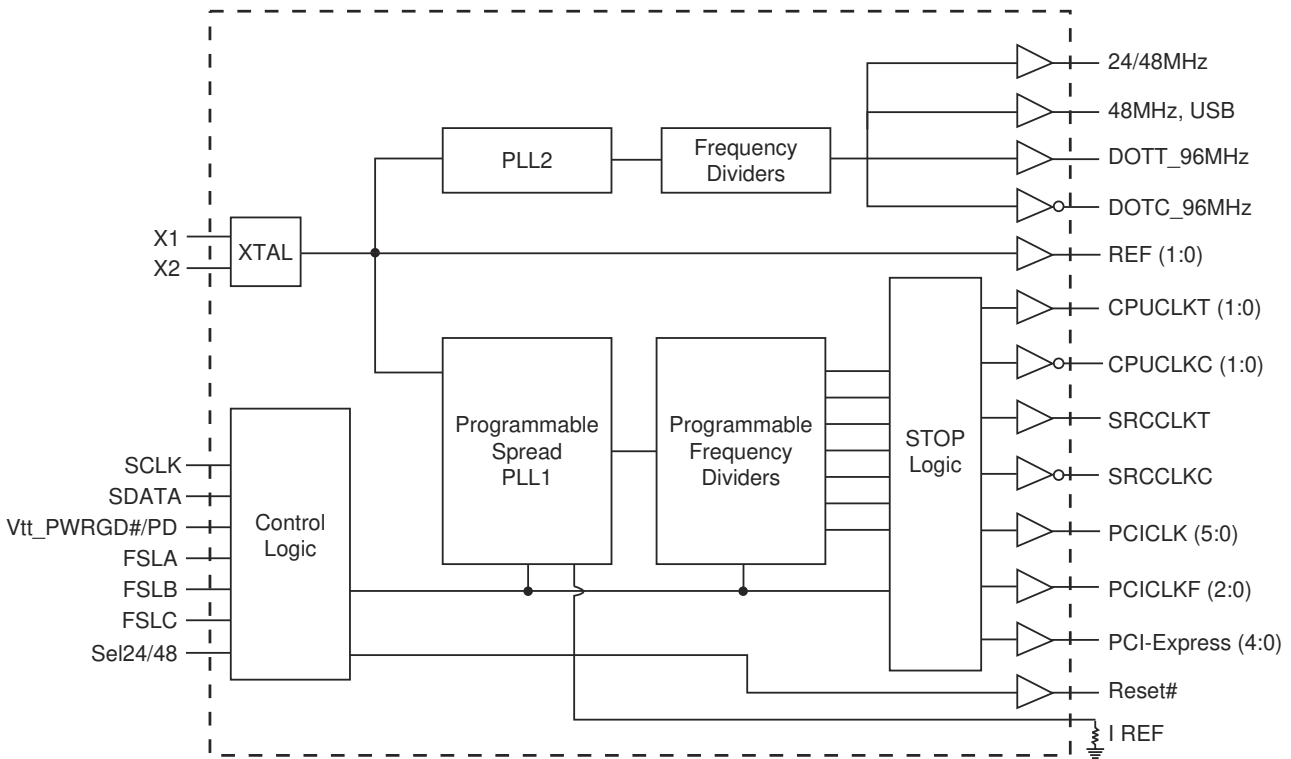 24/48MHz
48MHz, USB
PLL2
Frequency
Dividers
DOTT_96MHz
DOTC_96MHz
X1
X2
XTAL
REF (1:0)
CPUCLKT (1:0)
CPUCLKC (1:0)
Programmable
Spread
PLL1
Programmable
Frequency
Dividers
STOP
Logic
SRCCLKT
SRCCLKC
SCLK
SDATA
Vtt_PWRGD#/PD
FSLA
FSLB
FSLC
Sel24/48
Control
Logic
PCICLK (5:0)
PCICLKF (2:0)
PCI-Express (4:0)
Reset#
I REF